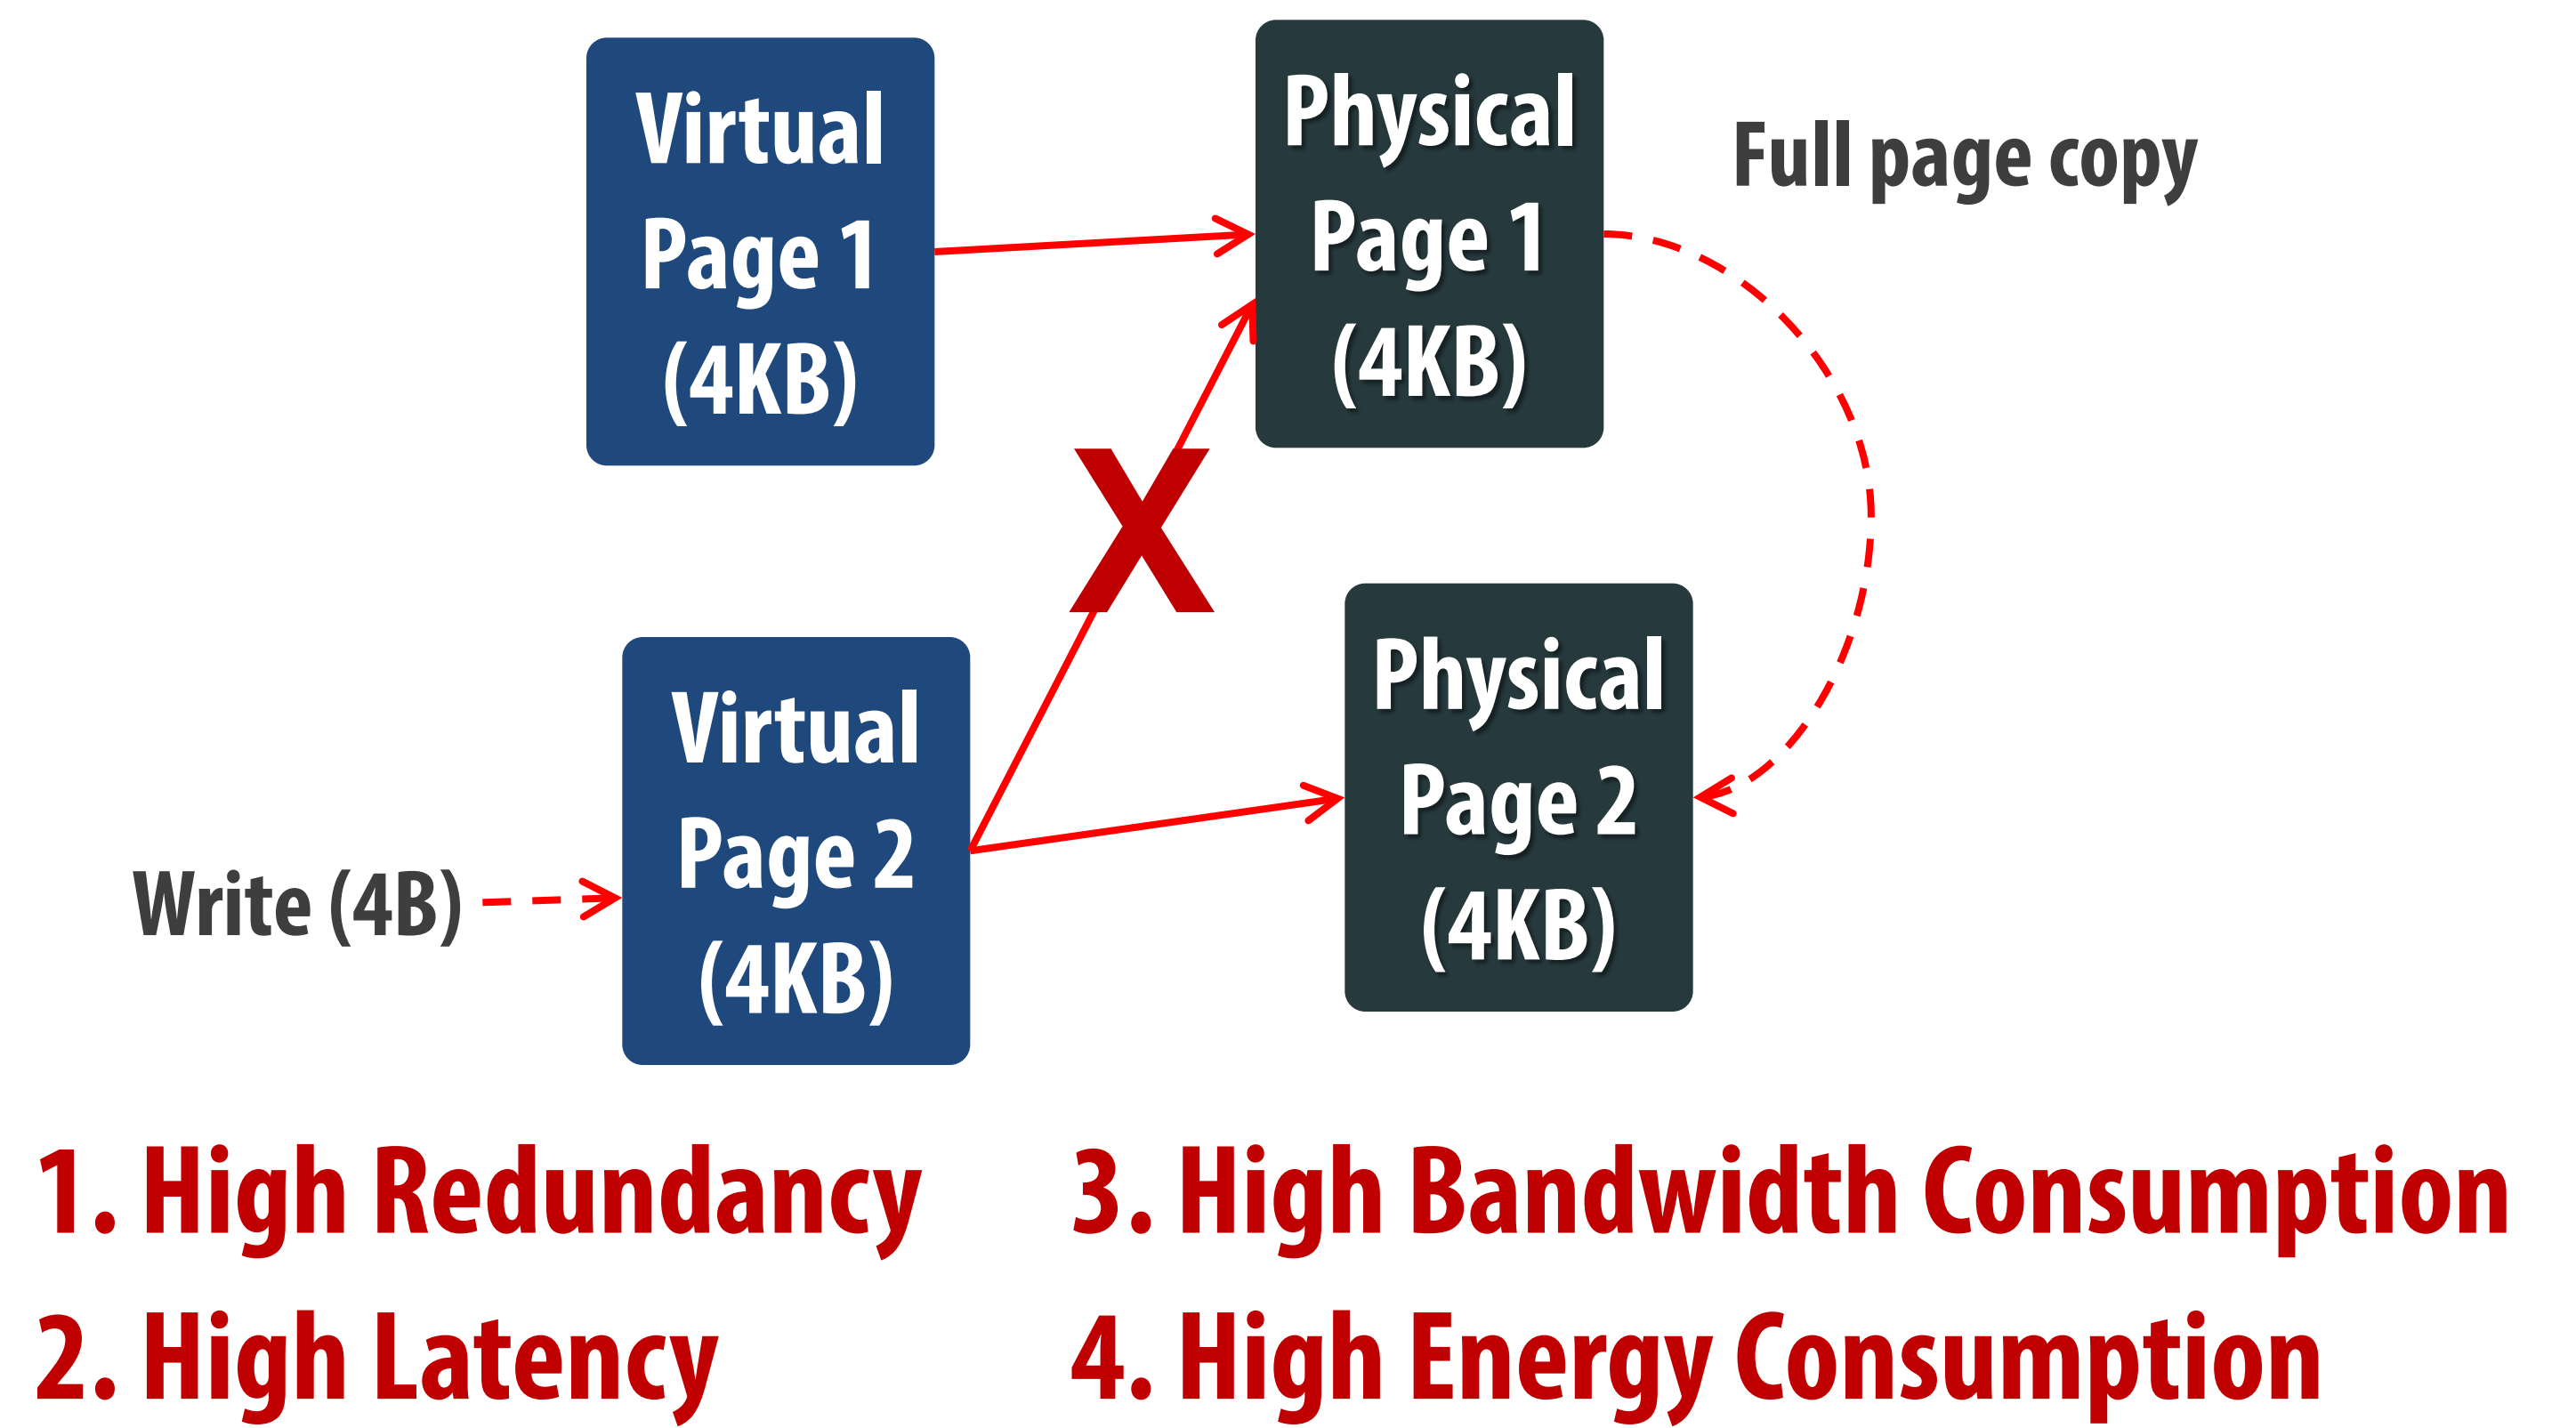 Virtual
Page 1
(4KB)
Physical
Page 1
(4KB)
Full page copy
X
Virtual
Page 2
(4KB)
Physical
Page 2
(4KB)
Write (4B)
1. High Redundancy
2. High Latency
3. High Bandwidth Consumption
4. High Energy Consumption